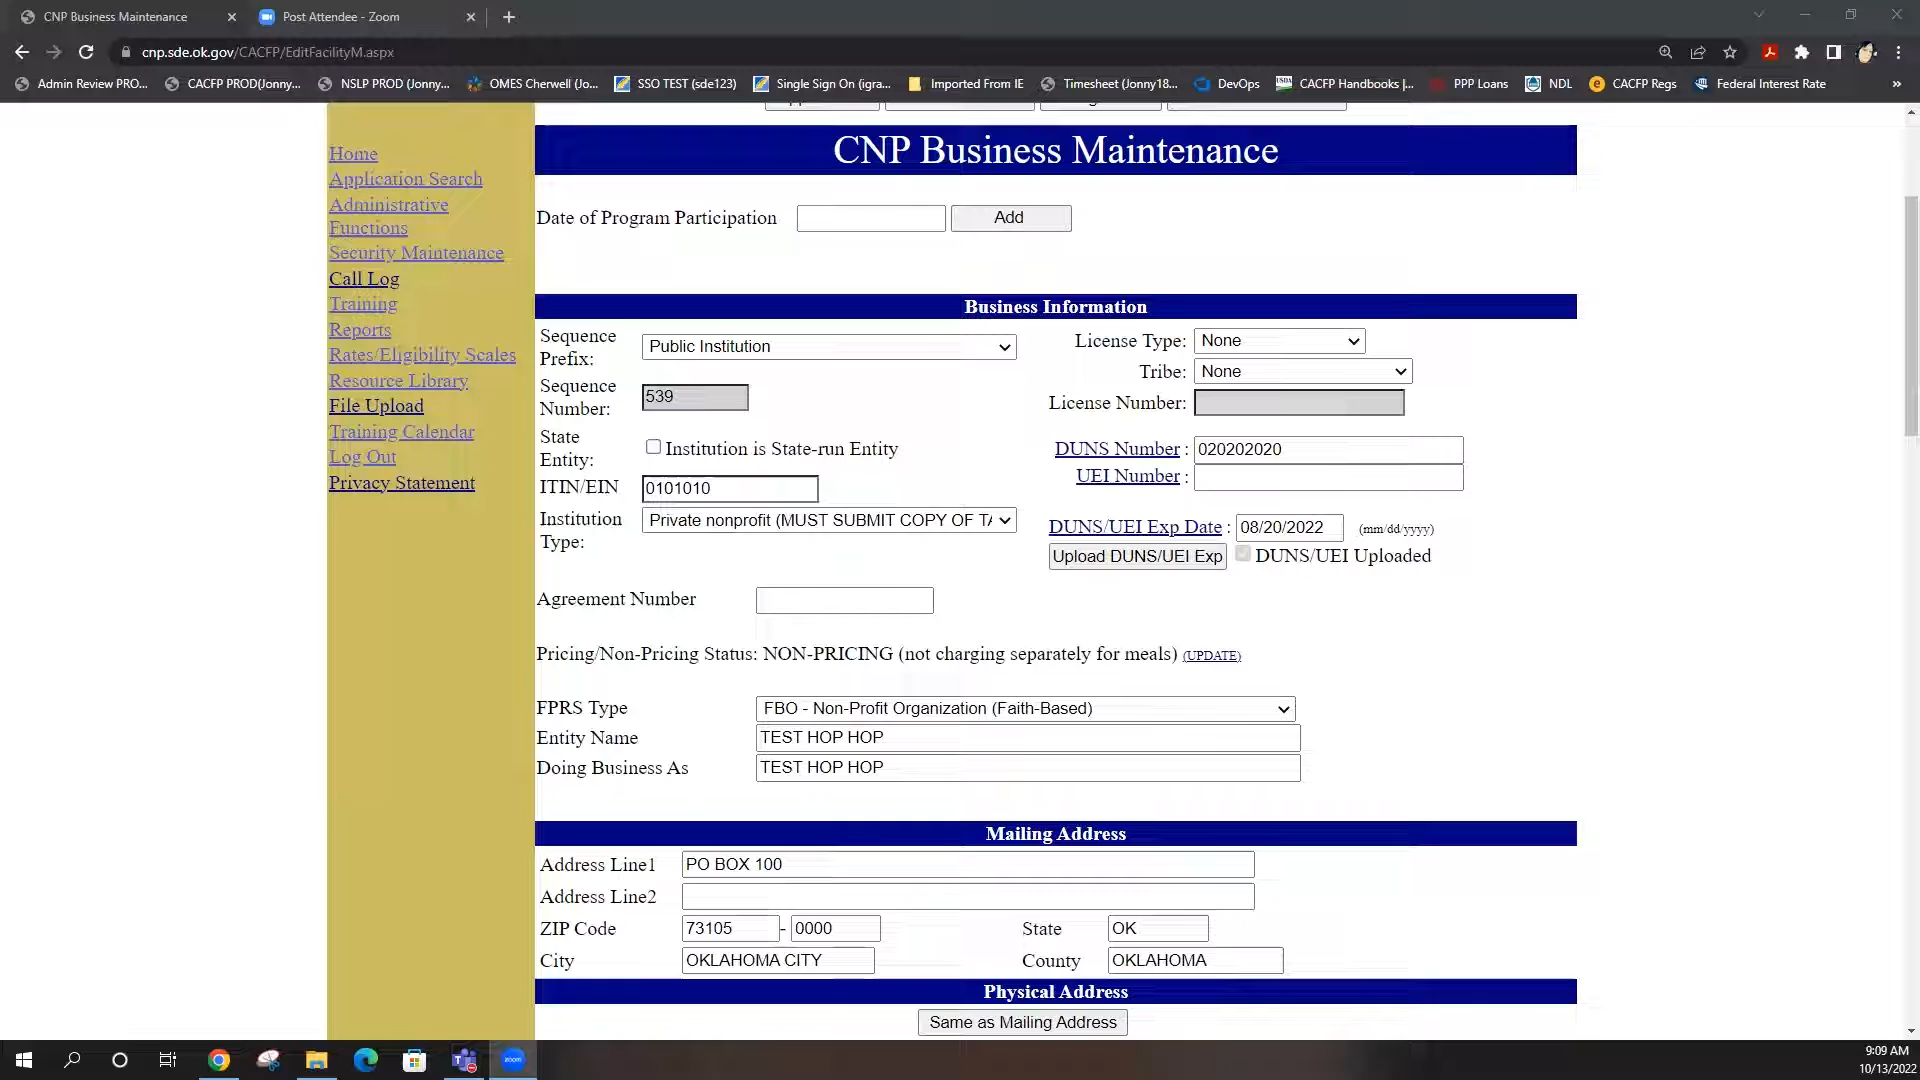 CNP Business Maintenance
Post Attendee - Zoom
cnp.sde.ok.gov/CACFP/EditFacilityM.aspx
Admin Review PRO... CACFP PROD(Jonny... NSLP PROD (Jonny... OMES Cherwell (Jo... SSO TEST (sde123) Single Sign On (igra... Imported From IE Timesheet (Jonny18... DevOps CACFP Handbooks |... PPP Loans NDL CACFP Regs Federal Interest Rate »
Home
Application Search
Administrative
Functions
Security Maintenance
Call Log
Training
Reports
Rates/Eligibility Scales
Resource Library
File Upload
Training Calendar
Log Out
Privacy Statement
CNP Business Maintenance
Date of Program Participation Add
Business Information
Sequence
Prefix: Public Institution
License Type: None
Tribe: None
Sequence
Number: 539
License Number:
State
Entity: Institution is State-run Entity
DUNS Number : 020202020
UEI Number :
ITIN/EIN 0101010
Institution
Type: Private nonprofit (MUST SUBMIT COPY OF TA
DUNS/UEI Exp Date : 08/20/2022 (mm/dd/yyyy)
Upload DUNS/UEI Exp DUNS/UEI Uploaded
Agreement Number
Pricing/Non-Pricing Status: NON-PRICING (not charging separately for meals) (UPDATE)
FPRS Type FBO - Non-Profit Organization (Faith-Based)
Entity Name TEST HOP HOP
Doing Business As TEST HOP HOP
Mailing Address
Address Line1 PO BOX 100
Address Line2
ZIP Code 73105 - 0000 State OK
City OKLAHOMA CITY County OKLAHOMA
Physical Address
Same as Mailing Address
zoom
9:09 AM
10/13/2022